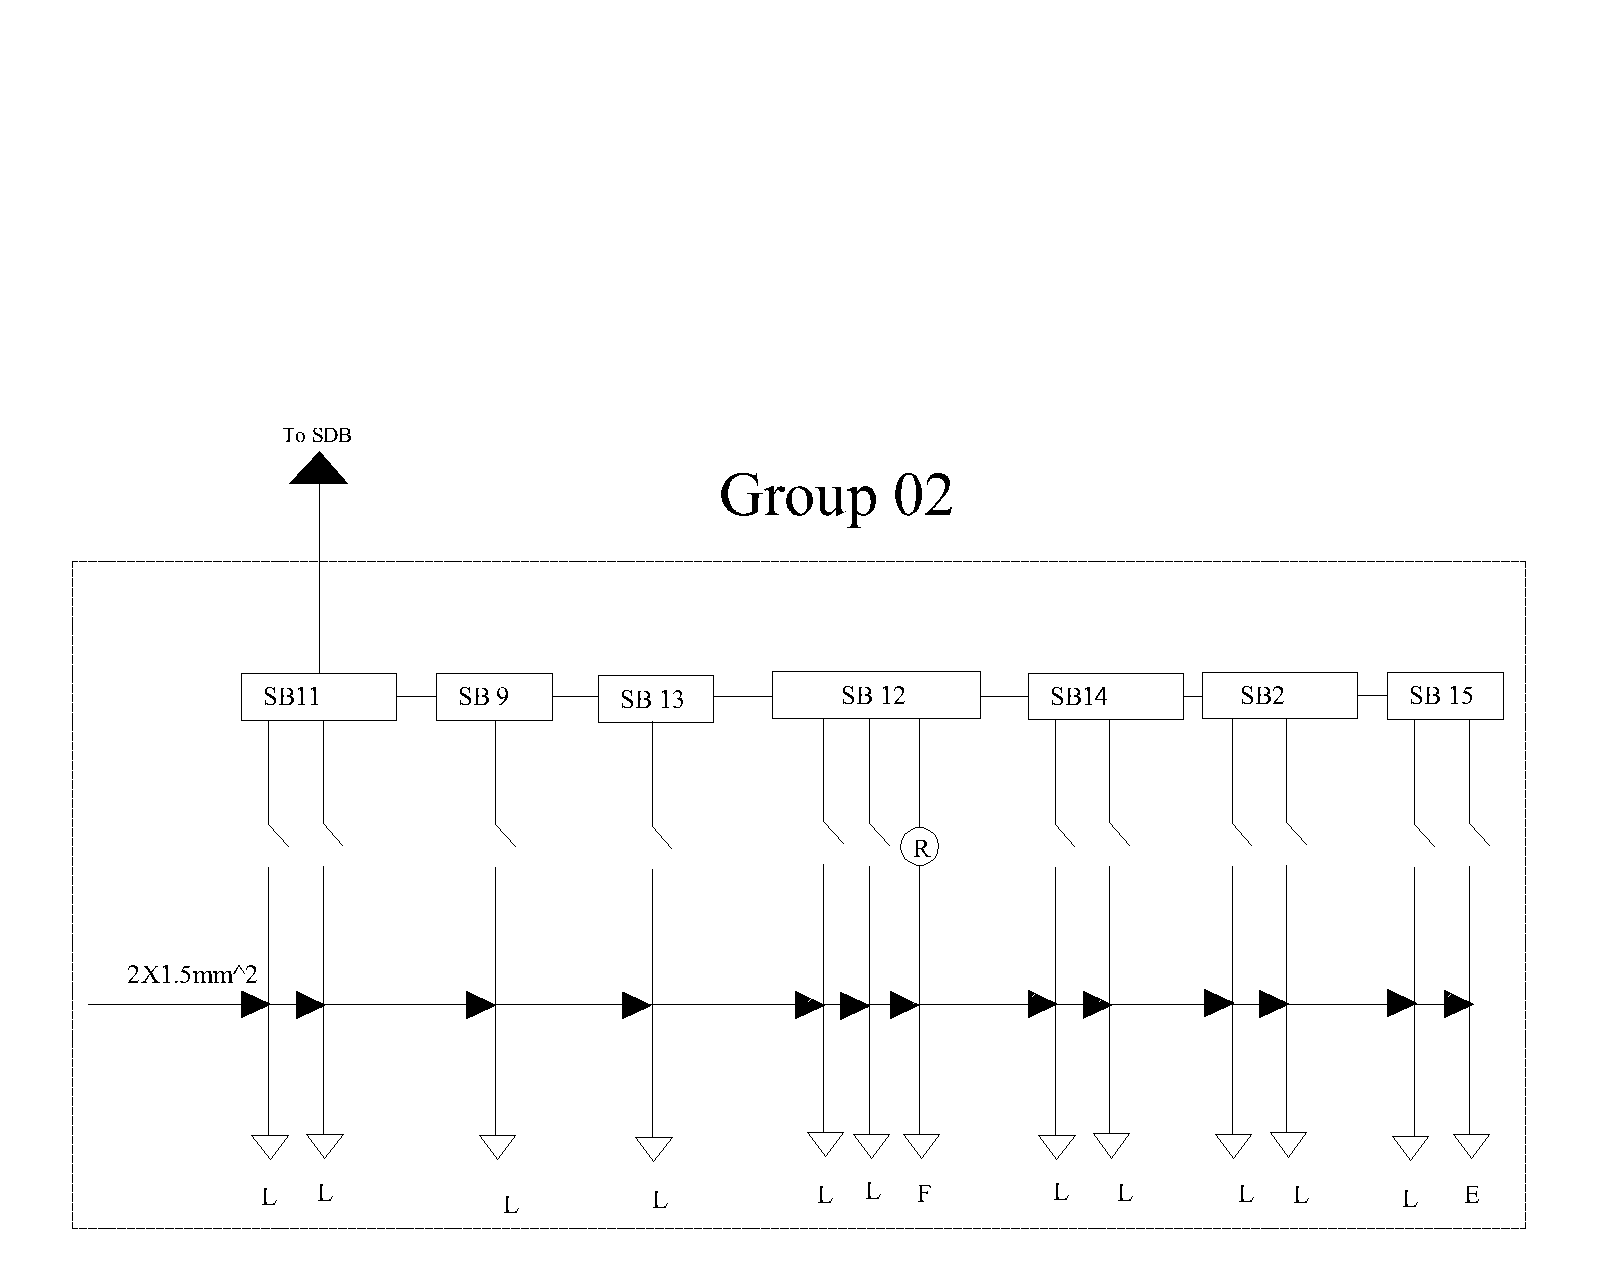 To SDB
Group 02
SB11 SB 9 SB 13 SB 12 SB14 SB2 SB 15
R
2X1.5mm^2
L L L L L L F L L L L L E